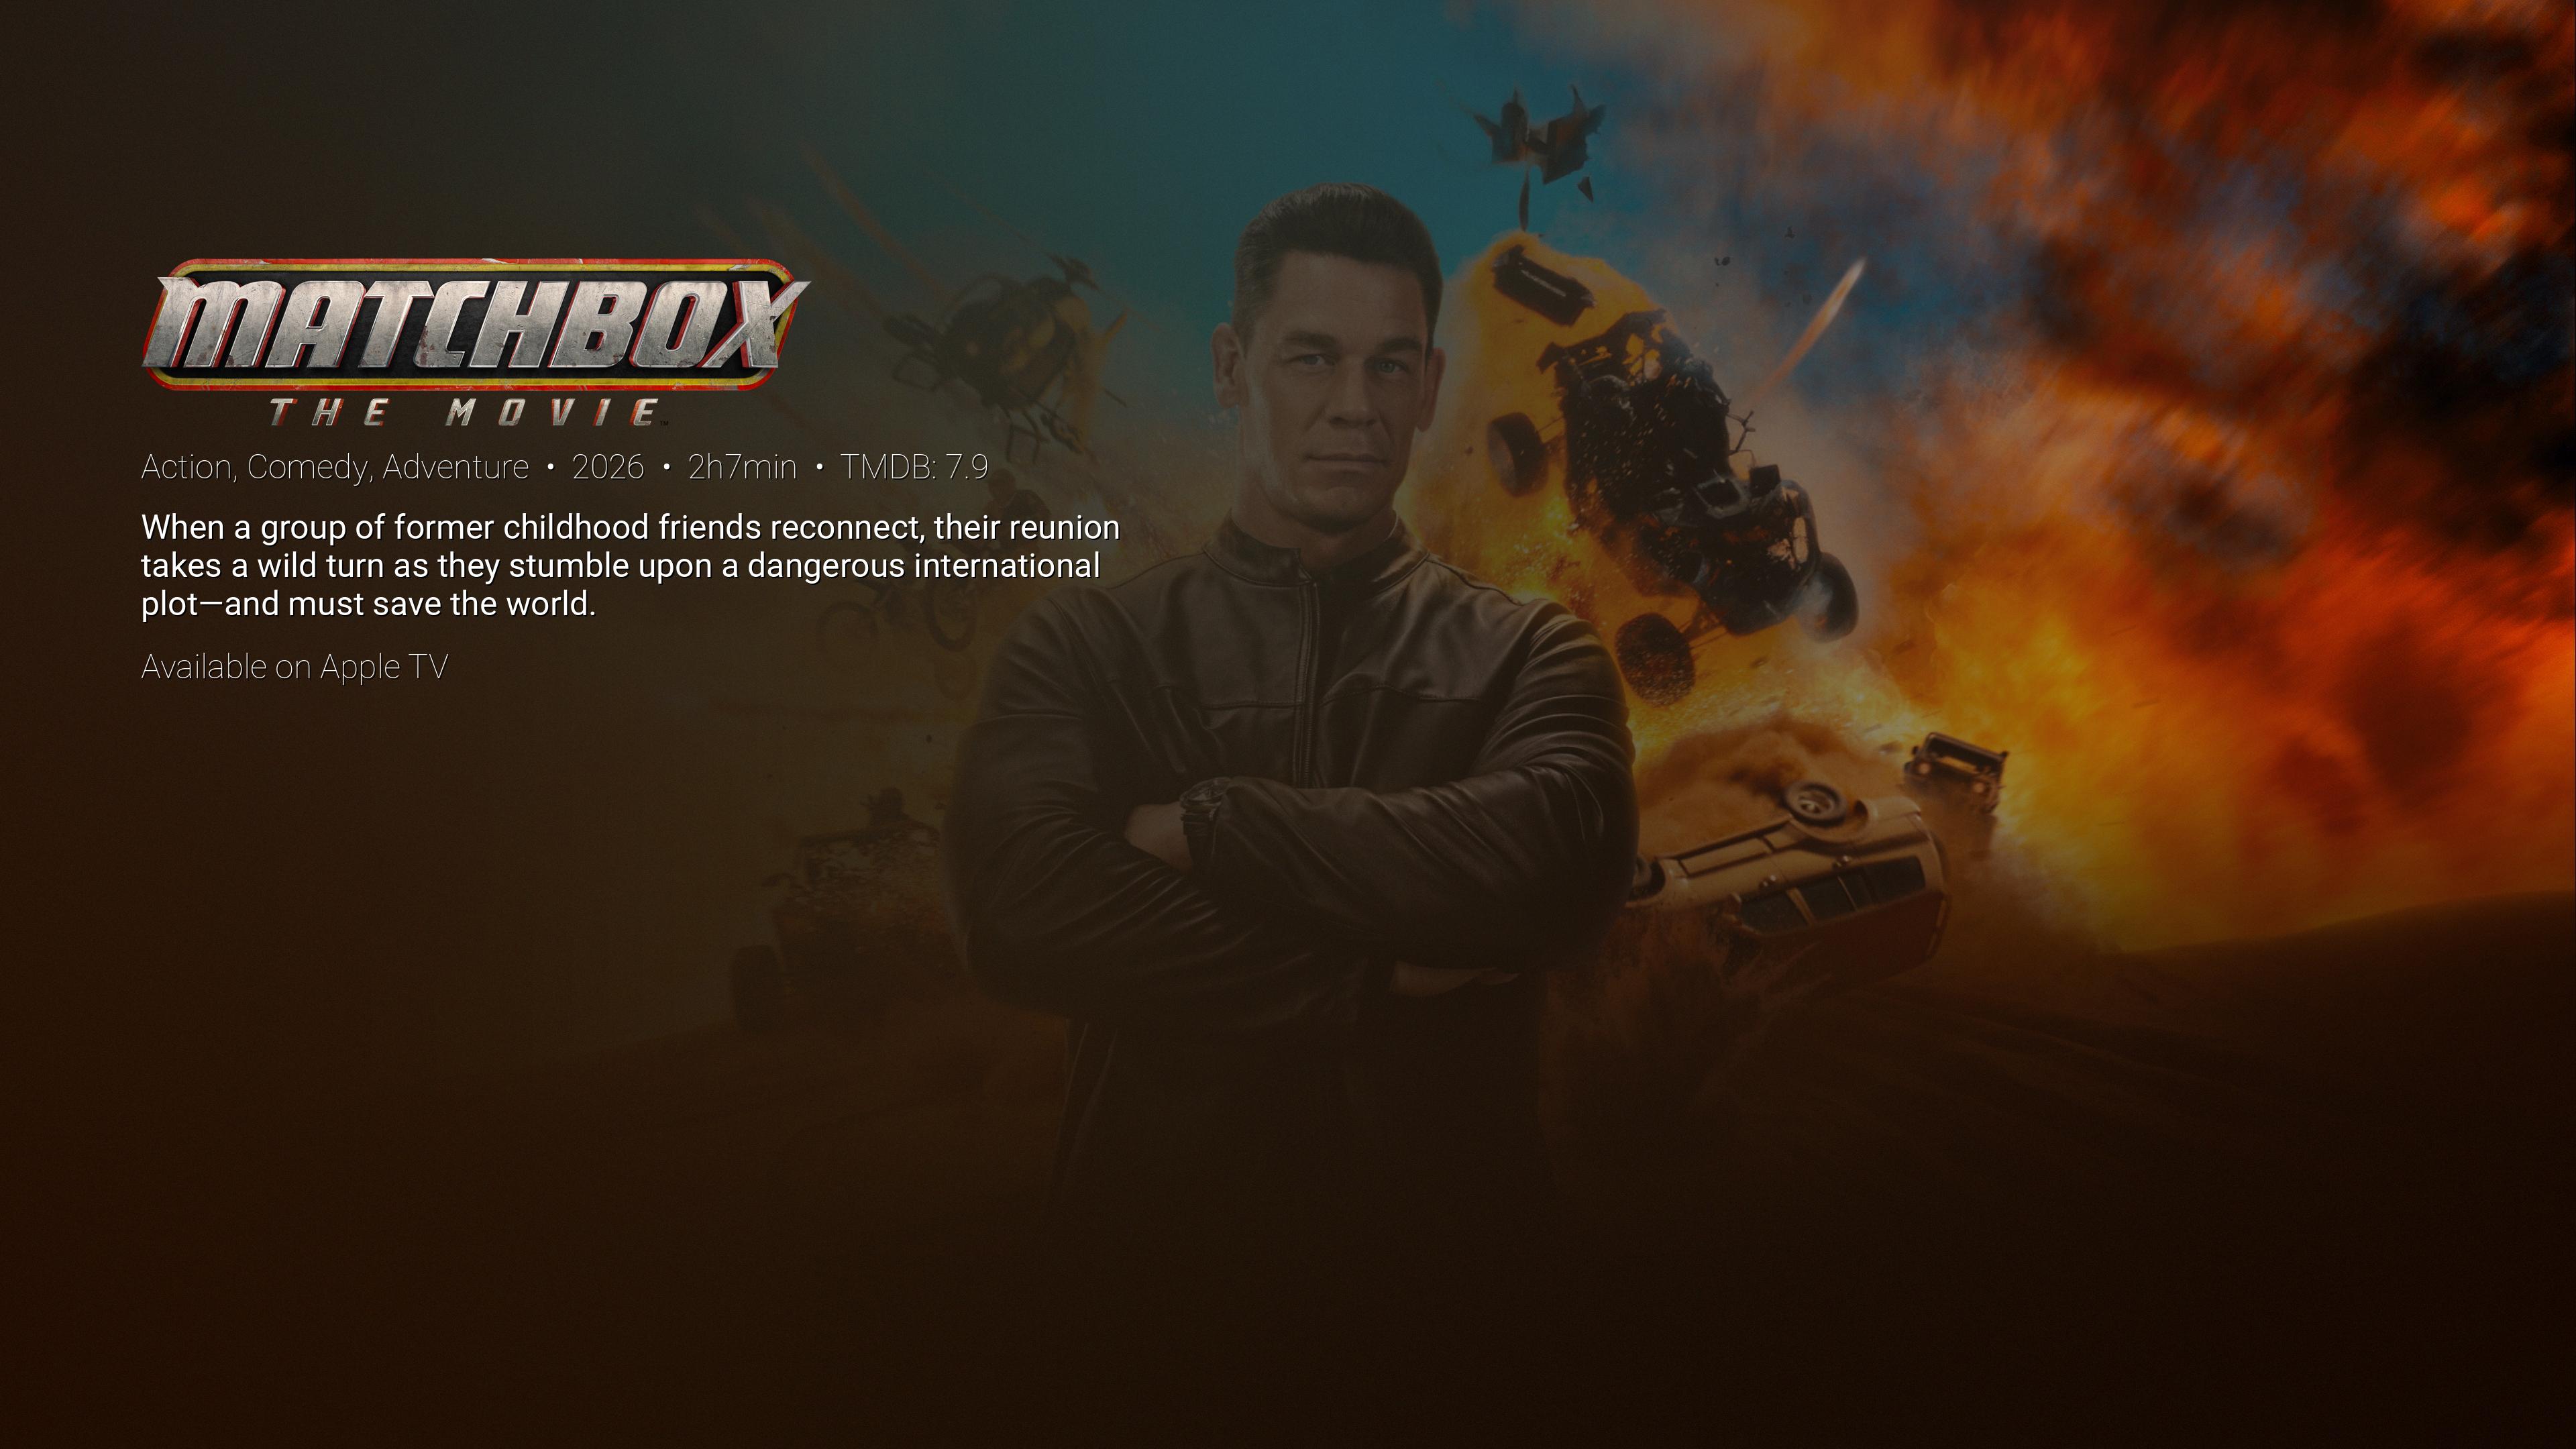 MATCHBOX
THE MOVIE™
Action, Comedy, Adventure • 2026 • 2h7min • TMDB: 7.9
When a group of former childhood friends reconnect, their reunion
takes a wild turn as they stumble upon a dangerous international
plot—and must save the world.
Available on Apple TV